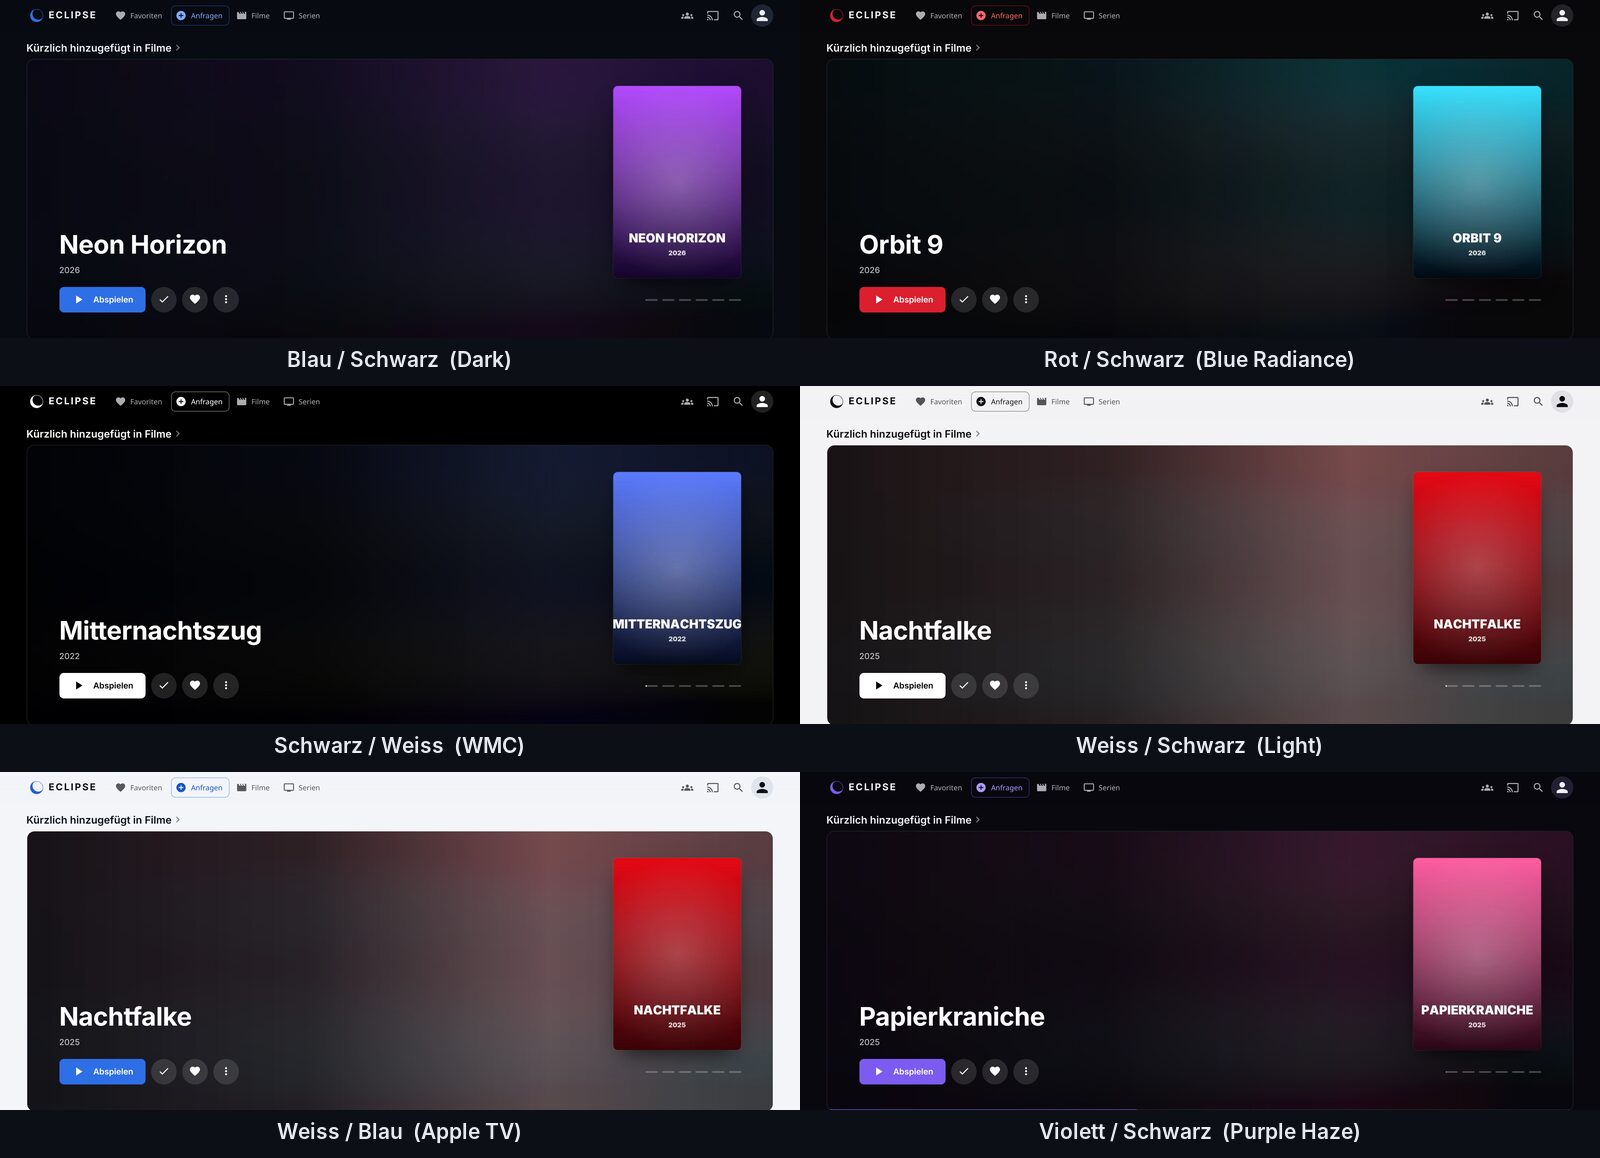 ECLIPSE Favoriten Anfragen Filme Serien
Kürzlich hinzugefügt in Filme
NEON HORIZON
2026
Neon Horizon
2026
Abspielen
Blau / Schwarz (Dark)
ECLIPSE Favoriten Anfragen Filme Serien
Kürzlich hinzugefügt in Filme
ORBIT 9
2026
Orbit 9
2026
Abspielen
Rot / Schwarz (Blue Radiance)
ECLIPSE Favoriten Anfragen Filme Serien
Kürzlich hinzugefügt in Filme
MITTERNACHTSZUG
2022
Mitternachtszug
2022
Abspielen
Schwarz / Weiss (WMC)
ECLIPSE Favoriten Anfragen Filme Serien
Kürzlich hinzugefügt in Filme
NACHTFALKE
2025
Nachtfalke
2025
Abspielen
Weiss / Schwarz (Light)
ECLIPSE Favoriten Anfragen Filme Serien
Kürzlich hinzugefügt in Filme
NACHTFALKE
2025
Nachtfalke
2025
Abspielen
Weiss / Blau (Apple TV)
ECLIPSE Favoriten Anfragen Filme Serien
Kürzlich hinzugefügt in Filme
PAPIERKRANICHE
2025
Papierkraniche
2025
Abspielen
Violett / Schwarz (Purple Haze)